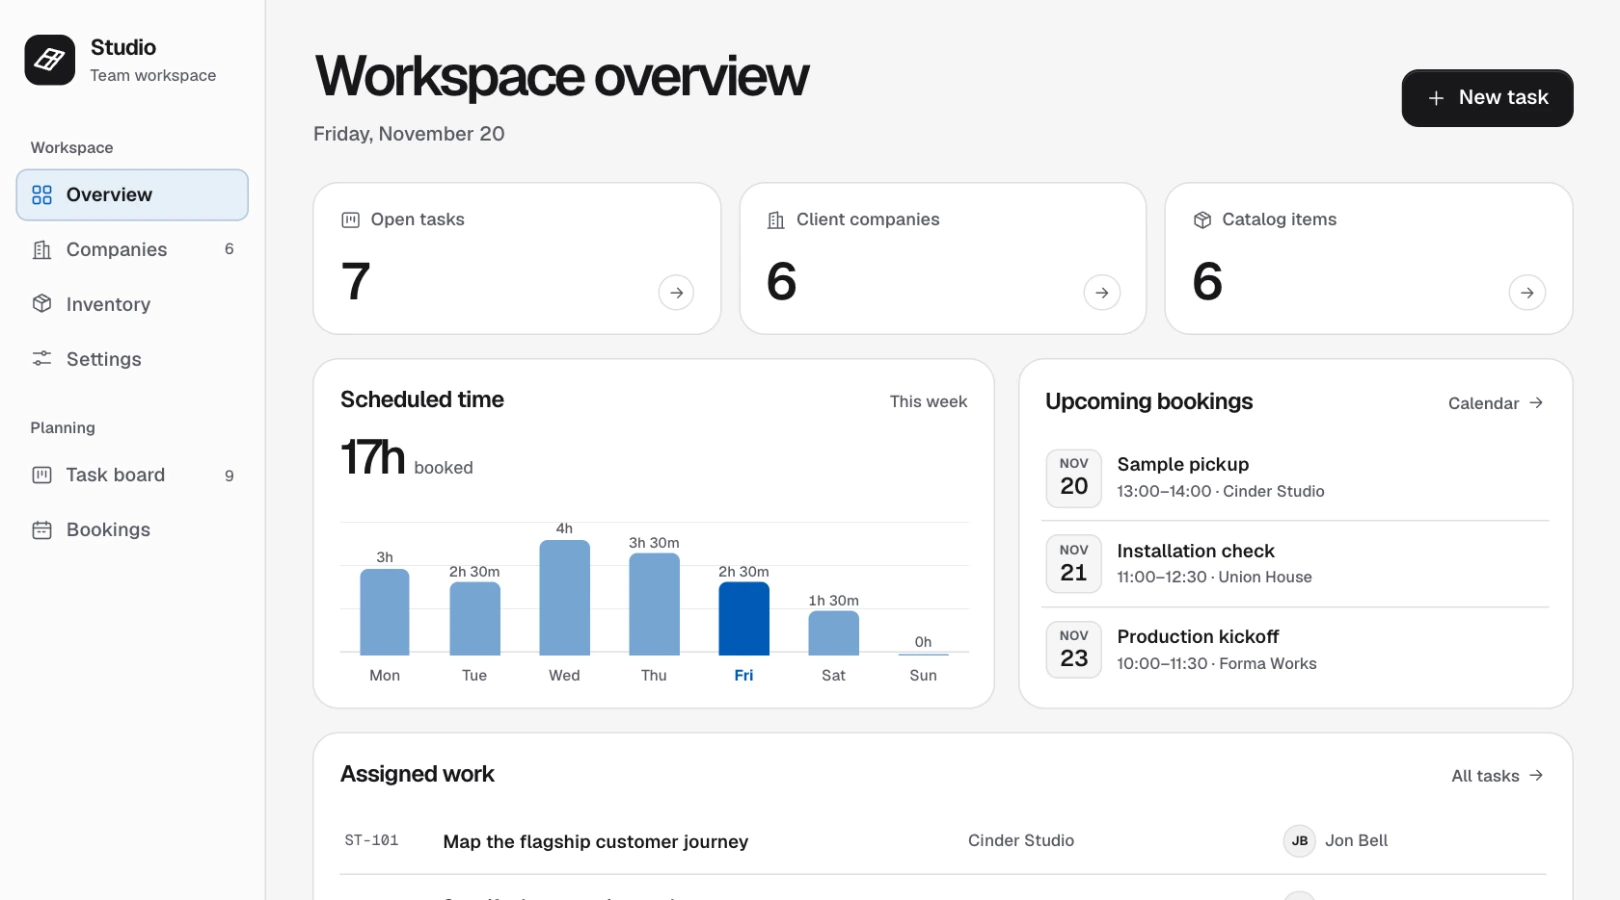 Studio
Team workspace
Workspace
Overview
Companies 6
Inventory
Settings
Planning
Task board 9
Bookings
Workspace overview
Friday, November 20
+ New task
Open tasks
7
Client companies
6
Catalog items
6
Scheduled time
This week
17h booked
3h
2h 30m
4h
3h 30m
2h 30m
1h 30m
0h
Mon
Tue
Wed
Thu
Fri
Sat
Sun
Upcoming bookings
Calendar →
NOV
20
Sample pickup
13:00–14:00 · Cinder Studio
NOV
21
Installation check
11:00–12:30 · Union House
NOV
23
Production kickoff
10:00–11:30 · Forma Works
Assigned work
All tasks →
ST-101
Map the flagship customer journey
Cinder Studio
JB
Jon Bell